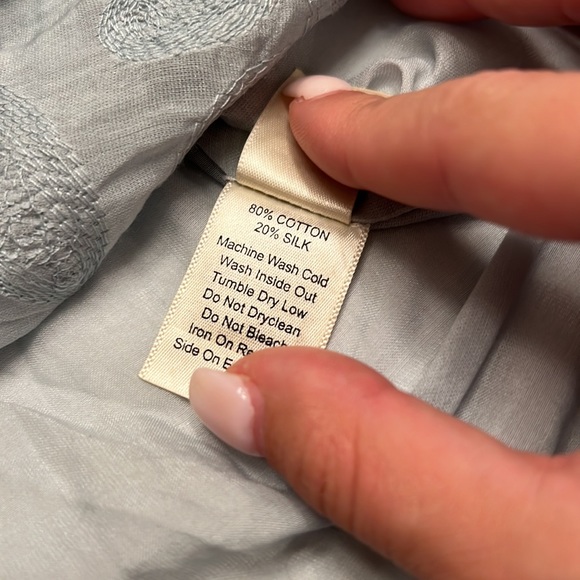 80% COTTON
20% SILK
Machine Wash Cold
Wash Inside Out
Tumble Dry Low
Do Not Dryclean
Do Not Bleach
Iron On
Side On